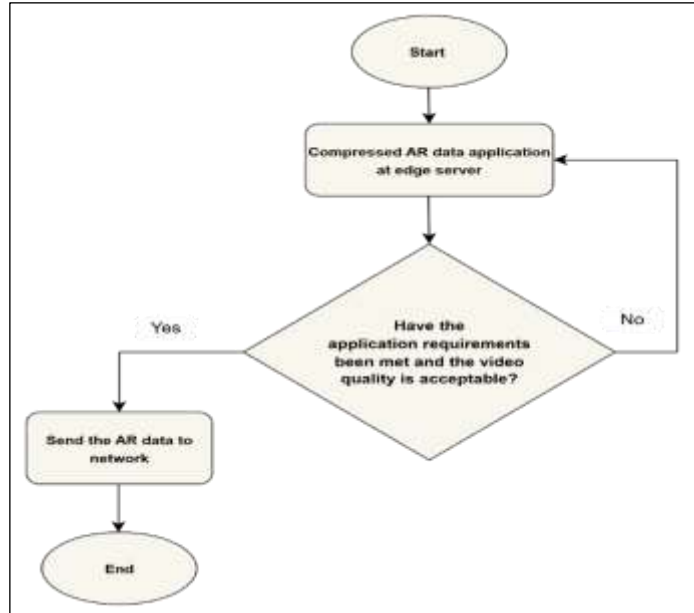 Start
Compressed AR data application
at edge server
Have the
application requirements
been met and the video
quality is acceptable?
Yes
No
Send the AR data to
network
End